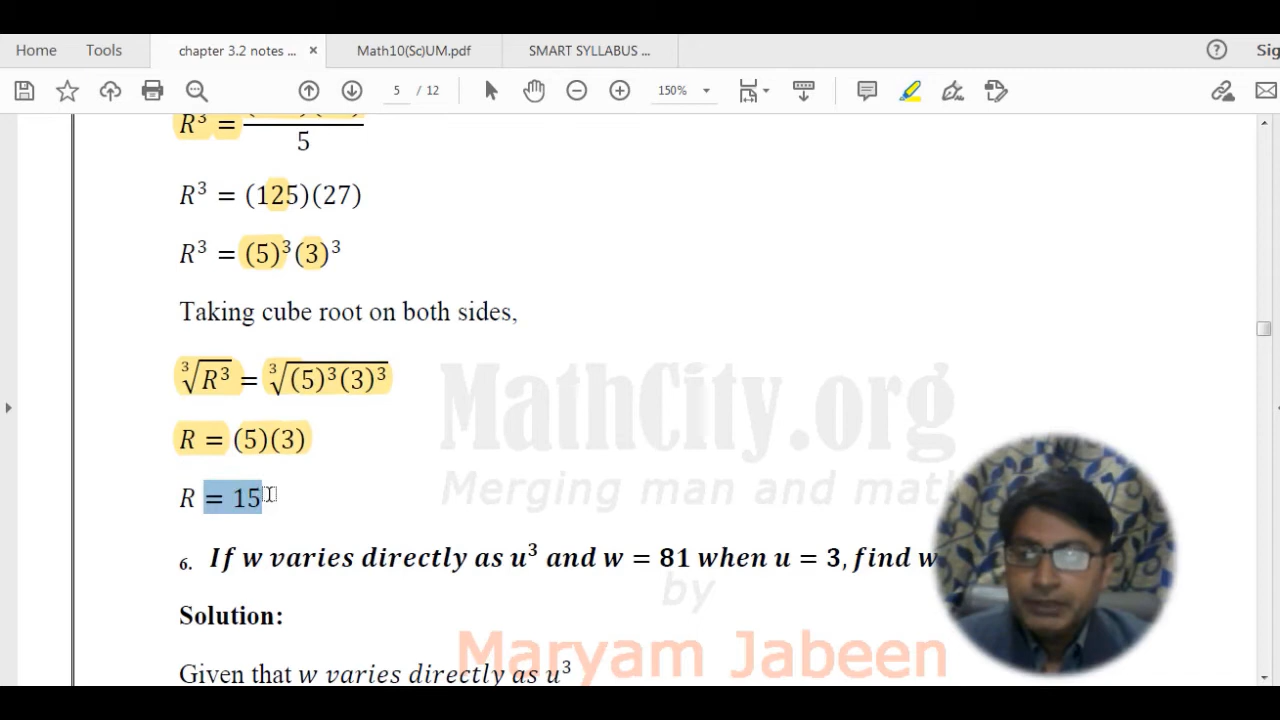 Home Tools chapter 3.2 notes ... × Math10(Sc)UM.pdf SMART SYLLABUS ... Sig
5 / 12 150%
R³ =
5
R³ = (125)(27)
R³ = (5)³(3)³
Taking cube root on both sides,
∛R³ = ∛(5)³(3)³
R = (5)(3)
R = 15
MathCity.org
Merging man and math
6. If w varies directly as u³ and w = 81 when u = 3, find w
by
Solution:
Maryam Jabeen
Given that w varies directly as u³